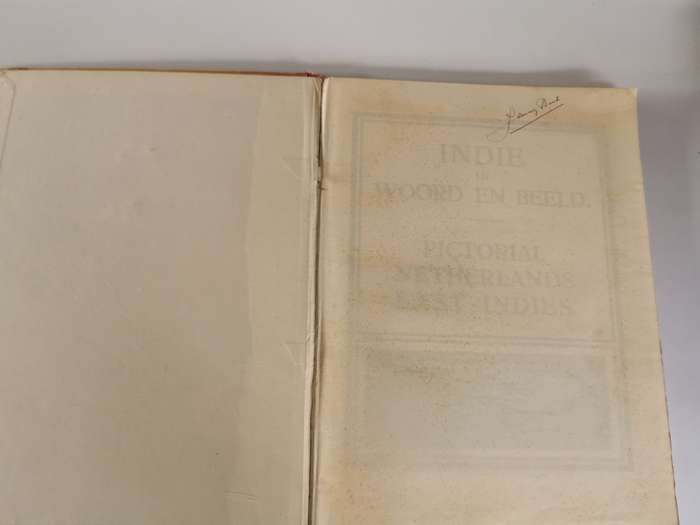 INDIE
IN
WOORD EN BEELD.
PICTORIAL
NETHERLANDS
EAST INDIES